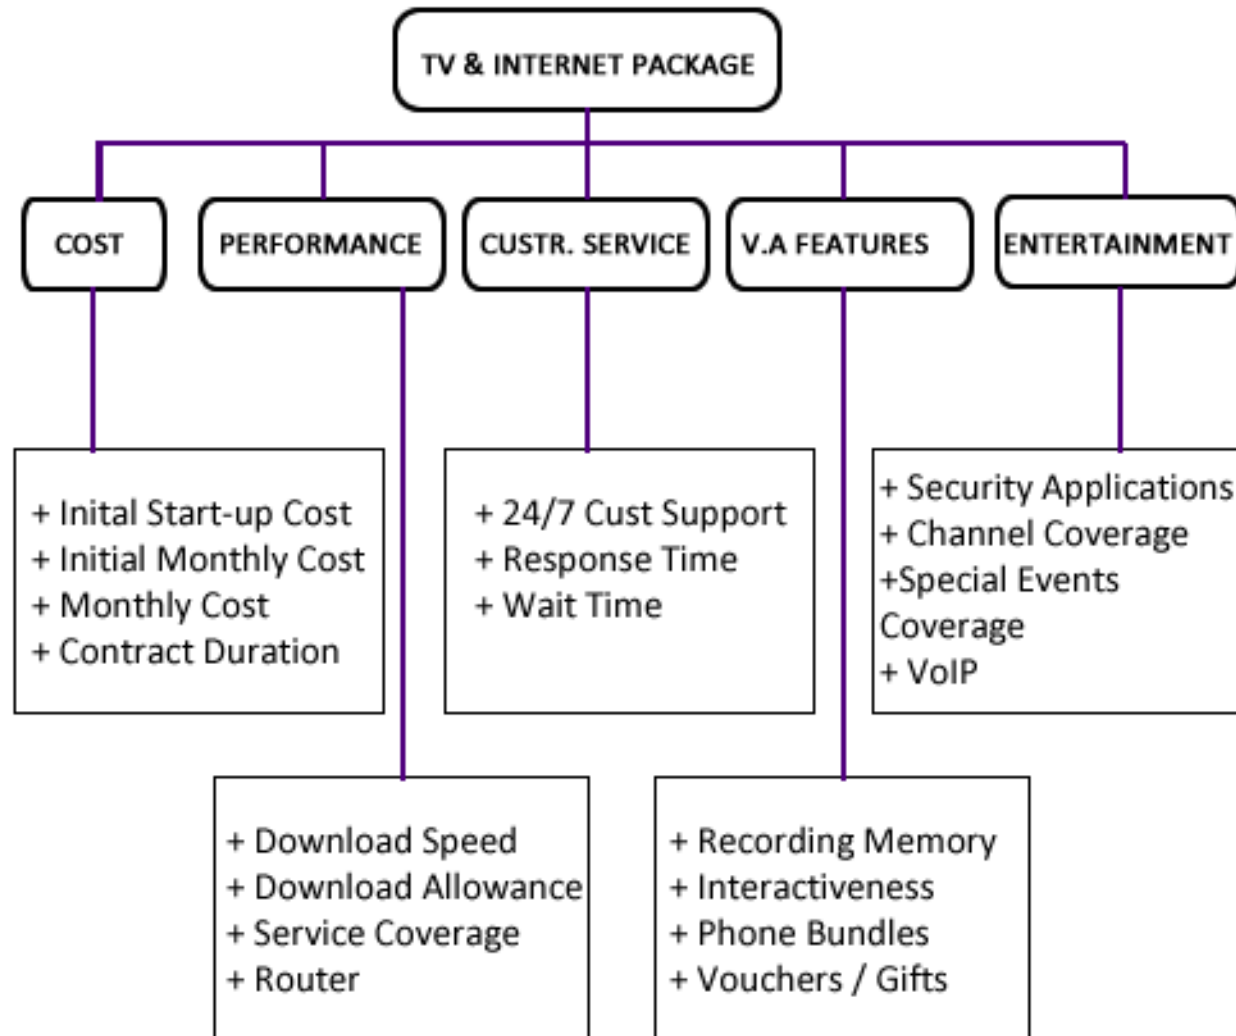 TV & INTERNET PACKAGE
COST
PERFORMANCE
CUSTR. SERVICE
V.A FEATURES
ENTERTAINMENT
+ Inital Start-up Cost
+ Initial Monthly Cost
+ Monthly Cost
+ Contract Duration
+ 24/7 Cust Support
+ Response Time
+ Wait Time
+ Security Applications
+ Channel Coverage
+Special Events
Coverage
+ VoIP
+ Download Speed
+ Download Allowance
+ Service Coverage
+ Router
+ Recording Memory
+ Interactiveness
+ Phone Bundles
+ Vouchers / Gifts